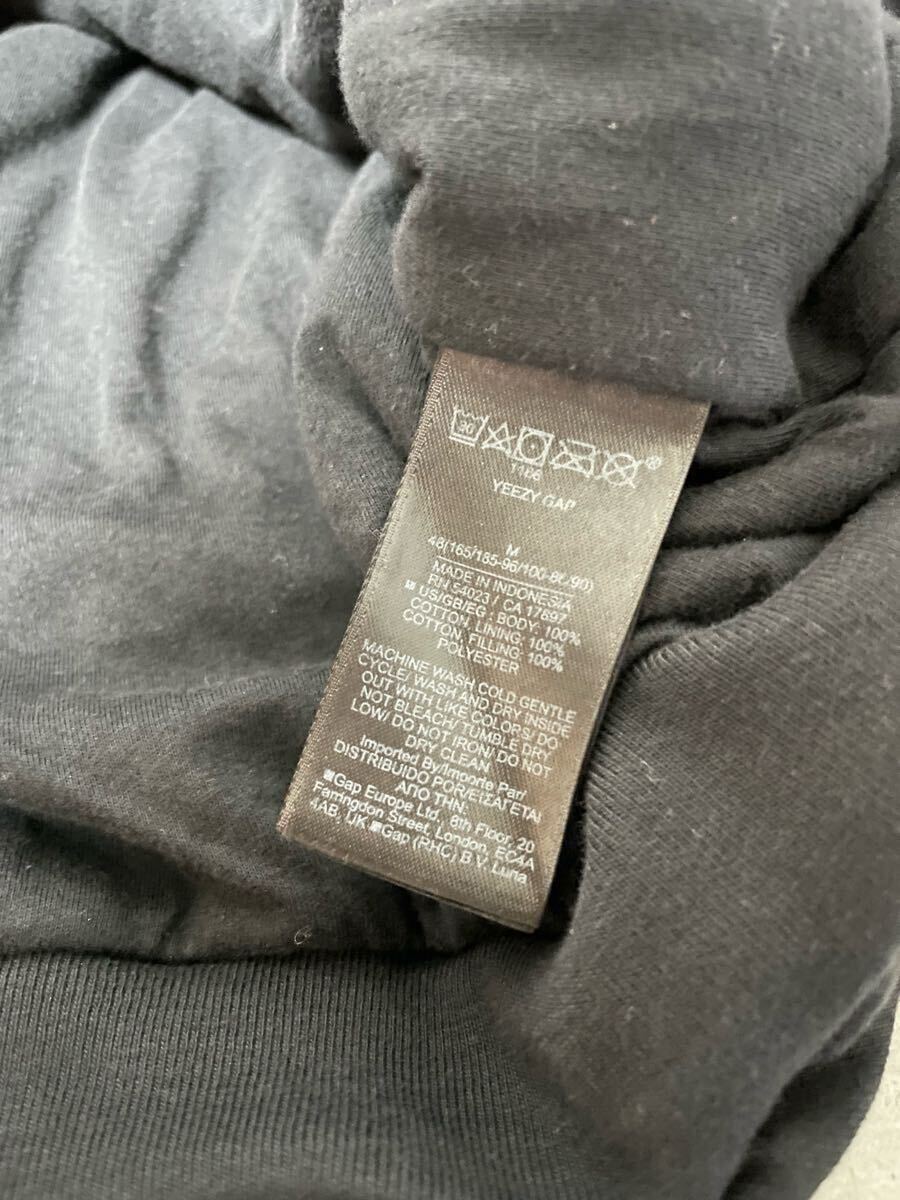 30
YEEZY GAP
M
48(165/185-96/100-80/90)
MADE IN INDONESIA
RN 54023 / CA 17897
US/GB/EG : BODY: 100%
COTTON, LINING: 100%
COTTON, FILLING: 100%
POLYESTER
MACHINE WASH COLD GENTLE
CYCLE/ WASH AND DRY INSIDE
OUT WITH LIKE COLORS/ DO
NOT BLEACH/ TUMBLE DRY
LOW/ DO NOT IRON/ DO NOT
DRY CLEAN
Imported By/Importe Par/
DISTRIBUIDO POR/ΕΙΣΑΓΕΤΑΙ
ΑΠΟ ΤΗΝ:
Gap Europe Ltd., 8th Floor, 20
Farringdon Street, London, EC4A
4AB, UK Gap (RHC) B.V. Luna